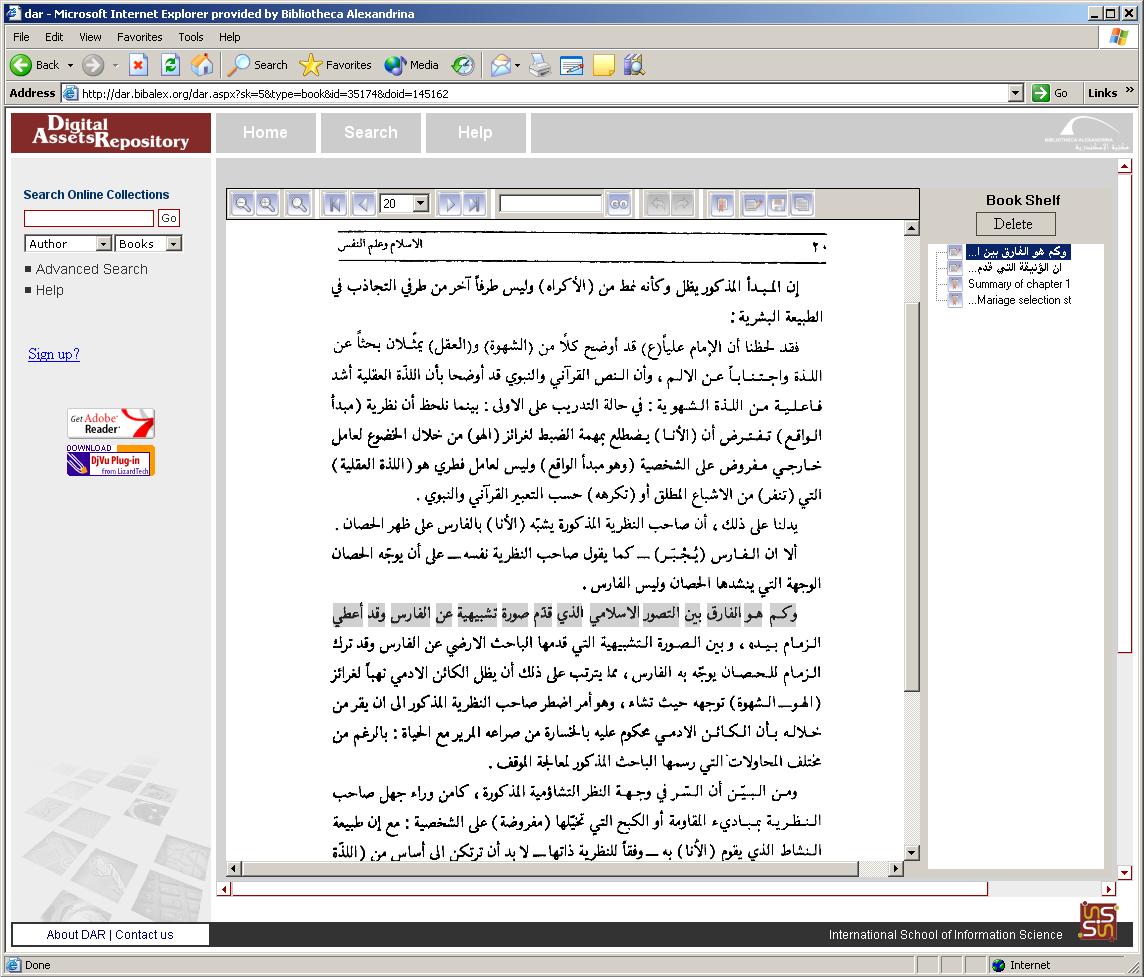 dar - Microsoft Internet Explorer provided by Bibliotheca Alexandrina
File Edit View Favorites Tools Help
Back Search Favorites Media
Address http://dar.bibalex.org/dar.aspx?sk=5&type=book&id=35174&doid=145162 Go Links »
Digital
Assets Repository
Home Search Help
BIBLIOTHECA ALEXANDRINA
مكتبة الإسكندرية
Search Online Collections
Go
Author Books
Advanced Search
Help
Sign up?
Get Adobe®
Reader®
DOWNLOAD
DjVu Plug-in
from LizardTech
20 GO
الاسلام وعلم النفس ٢٠
إن المـبـدأ المذكور يظل وكأنه نمط من (الأكراه) وليس طرفاً آخر من طرفي التجاذب في
الطبيعة البشرية :
فقد لحظنا أن الإمام علياً(ع) قد أوضح كلًا من (الشهوة) و(العقل) يمثّلان بحثاً عن
اللذة واجتناباً عن الالم ، وأن النص القرآني والنبوي قد أوضحا بأن اللذّة العقلية أشد
فاعلية من اللذة الشهوية : في حالة التدريب على الاولى : بينما نلحظ أن نظرية (مبدأ
الواقع) تفترض أن (الأنا) يضطلع بمهمة الضبط لغرائز (الهو) من خلال الخضوع لعامل
خارجي مفروض على الشخصية (وهو مبدأ الواقع) وليس لعامل فطري هو (اللذة العقلية)
التي (تنفر) من الاشباع المطلق أو (تكرهه) حسب التعبير القرآني والنبوي .
يدلنا على ذلك ، أن صاحب النظرية المذكورة يشبّه (الأنا) بالفارس على ظهر الحصان .
ألا ان الفارس (يُجْبَر) ــ كما يقول صاحب النظرية نفسه ــ على أن يوجّه الحصان
الوجهة التي ينشدها الحصان وليس الفارس .
وكم هو الفارق بين التصور الاسلامي الذي قدّم صورة تشبيهية عن الفارس وقد أعطي
الزمام بيده ، وبين الصورة التشبيهية التي قدمها الباحث الارضي عن الفارس وقد ترك
الزمام للحصان يوجّه به الفارس ، مما يترتب على ذلك أن يظل الكائن الادمي نهباً لغرائز
(الهو ــ الشهوة) توجهه حيث تشاء ، وهو أمر اضطر صاحب النظرية المذكور الى ان يقر من
خلاله بأن الكائن الادمي محكوم عليه بالخسارة من صراعه المرير مع الحياة : بالرغم من
مختلف المحاولات التي رسمها الباحث المذكور لمعالجة الموقف .
ومن البيّن أن السّر في وجهة النظر التشاؤمية المذكورة ، كامن وراء جهل صاحب
النظرية بمباديء المقاومة أو الكبح التي تخيّلها (مفروضة) على الشخصية : مع إن طبيعة
النشاط الذي يقوم (الأنا) به ــ وفقاً للنظرية ذاتها ــ لا بد أن ترتكن الى أساس من (اللذّة
Book Shelf
Delete
وكم هو الفارق بين ا...
ان الؤنيقة التي قدم...
Summary of chapter 1
...Mariage selection st
About DAR | Contact us
International School of Information Science
Done Internet